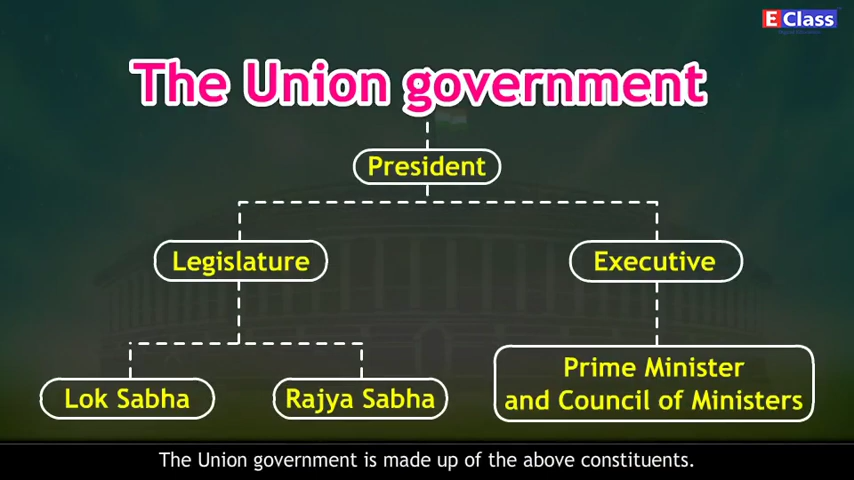 E Class
The Union government
President
Legislature
Executive
Lok Sabha
Rajya Sabha
Prime Minister
and Council of Ministers
The Union government is made up of the above constituents.